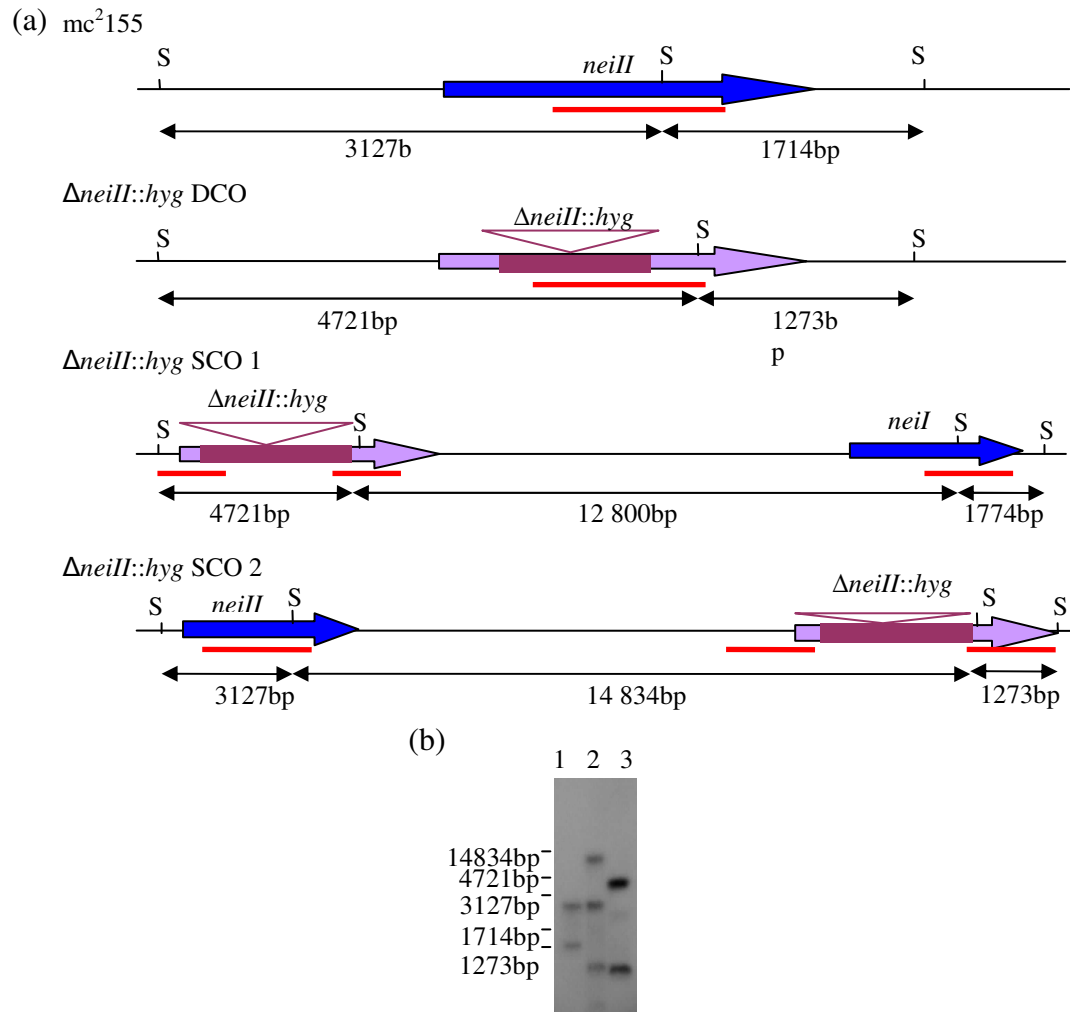 (a) mc²155
S S S
neiII
3127b 1714bp
ΔneiII::hyg DCO
ΔneiII::hyg
S S S
4721bp 1273b
p
ΔneiII::hyg SCO 1
ΔneiII::hyg
S S neiI S S
4721bp 12 800bp 1774bp
ΔneiII::hyg SCO 2
ΔneiII::hyg
S neiII S S S
3127bp 14 834bp 1273bp
(b)
1 2 3
14834bp
4721bp
3127bp
1714bp
1273bp